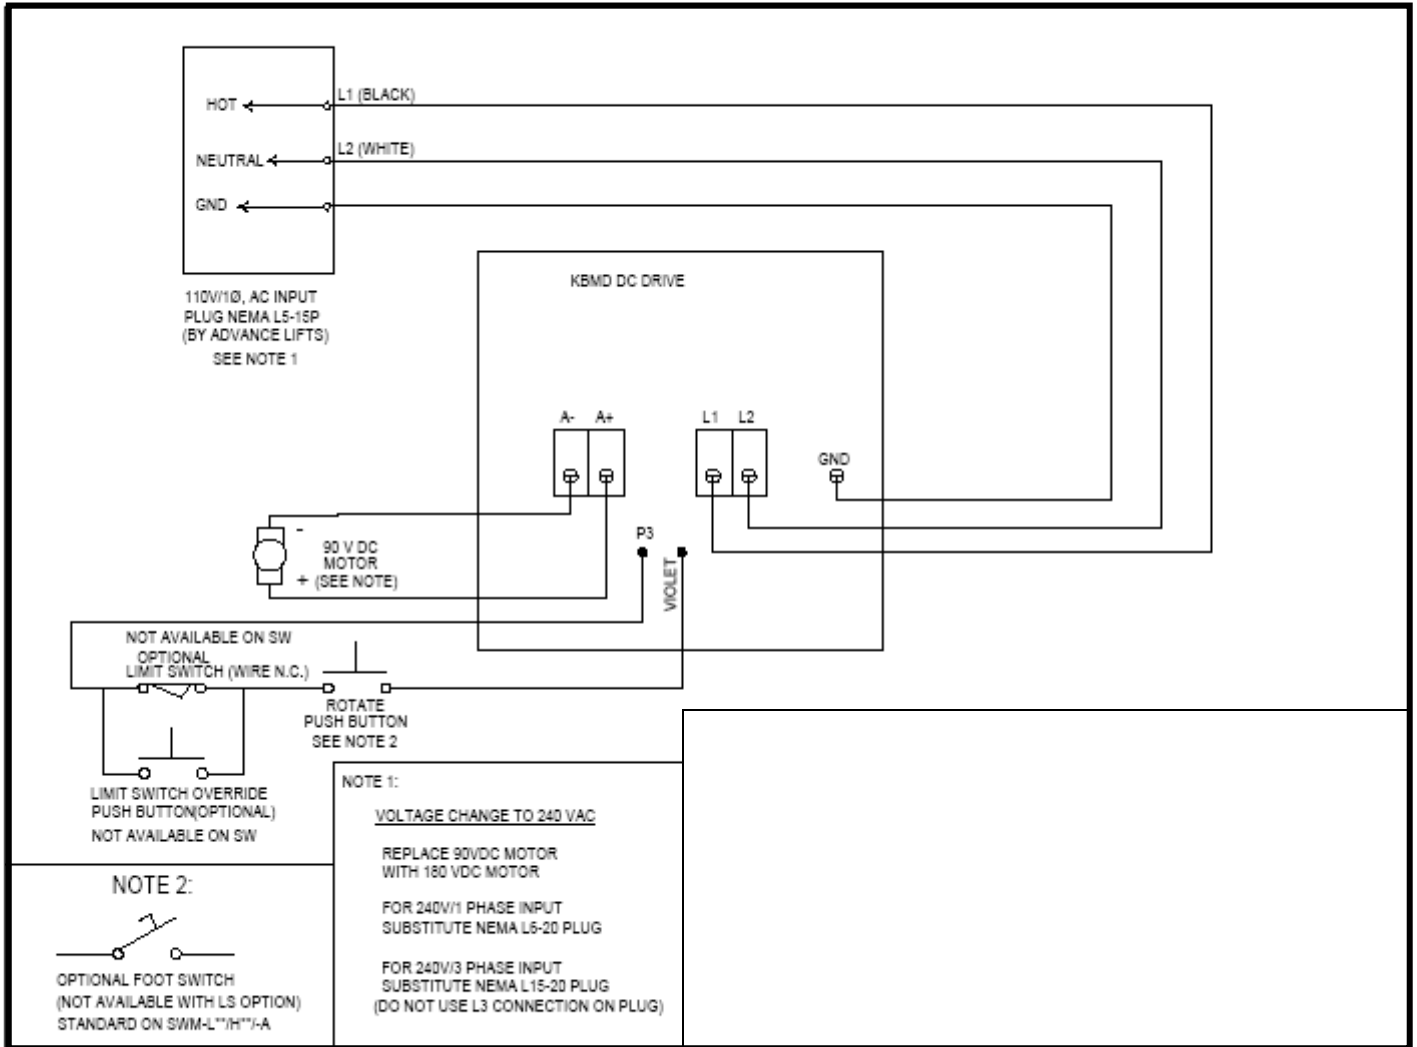 HOT
L1 (BLACK)
NEUTRAL
L2 (WHITE)
GND
110V/1Ø, AC INPUT
PLUG NEMA L5-15P
(BY ADVANCE LIFTS)
SEE NOTE 1
KBMD DC DRIVE
A- A+
L1 L2
GND
P3
VIOLET
-
90 V DC
MOTOR
+ (SEE NOTE)
NOT AVAILABLE ON SW
OPTIONAL
LIMIT SWITCH (WIRE N.C.)
ROTATE
PUSH BUTTON
SEE NOTE 2
LIMIT SWITCH OVERRIDE
PUSH BUTTON(OPTIONAL)
NOT AVAILABLE ON SW
NOTE 1:
VOLTAGE CHANGE TO 240 VAC
REPLACE 90VDC MOTOR
WITH 180 VDC MOTOR
FOR 240V/1 PHASE INPUT
SUBSTITUTE NEMA L6-20 PLUG
FOR 240V/3 PHASE INPUT
SUBSTITUTE NEMA L15-20 PLUG
(DO NOT USE L3 CONNECTION ON PLUG)
NOTE 2:
OPTIONAL FOOT SWITCH
(NOT AVAILABLE WITH LS OPTION)
STANDARD ON SWM-L**/H**/-A